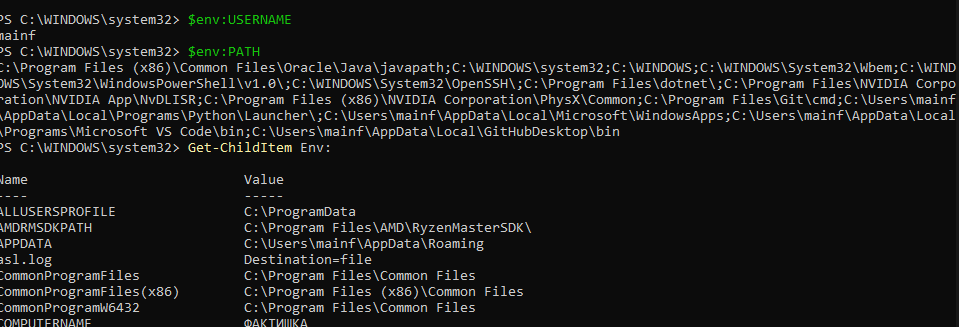 PS C:\WINDOWS\system32> $env:USERNAME
mainf
PS C:\WINDOWS\system32> $env:PATH
C:\Program Files (x86)\Common Files\Oracle\Java\javapath;C:\WINDOWS\system32;C:\WINDOWS;C:\WINDOWS\System32\Wbem;C:\WIND
OWS\System32\WindowsPowerShell\v1.0\;C:\WINDOWS\System32\OpenSSH\;C:\Program Files\dotnet\;C:\Program Files\NVIDIA Corpo
ration\NVIDIA App\NvDLISR;C:\Program Files (x86)\NVIDIA Corporation\PhysX\Common;C:\Program Files\Git\cmd;C:\Users\mainf
\AppData\Local\Programs\Python\Launcher\;C:\Users\mainf\AppData\Local\Microsoft\WindowsApps;C:\Users\mainf\AppData\Local
\Programs\Microsoft VS Code\bin;C:\Users\mainf\AppData\Local\GitHubDesktop\bin
PS C:\WINDOWS\system32> Get-ChildItem Env:
Name Value
---- -----
ALLUSERSPROFILE C:\ProgramData
AMDRMSDKPATH C:\Program Files\AMD\RyzenMasterSDK\
APPDATA C:\Users\mainf\AppData\Roaming
asl.log Destination=file
CommonProgramFiles C:\Program Files\Common Files
CommonProgramFiles(x86) C:\Program Files (x86)\Common Files
CommonProgramW6432 C:\Program Files\Common Files
COMPUTERNAME ФАКТИШКА